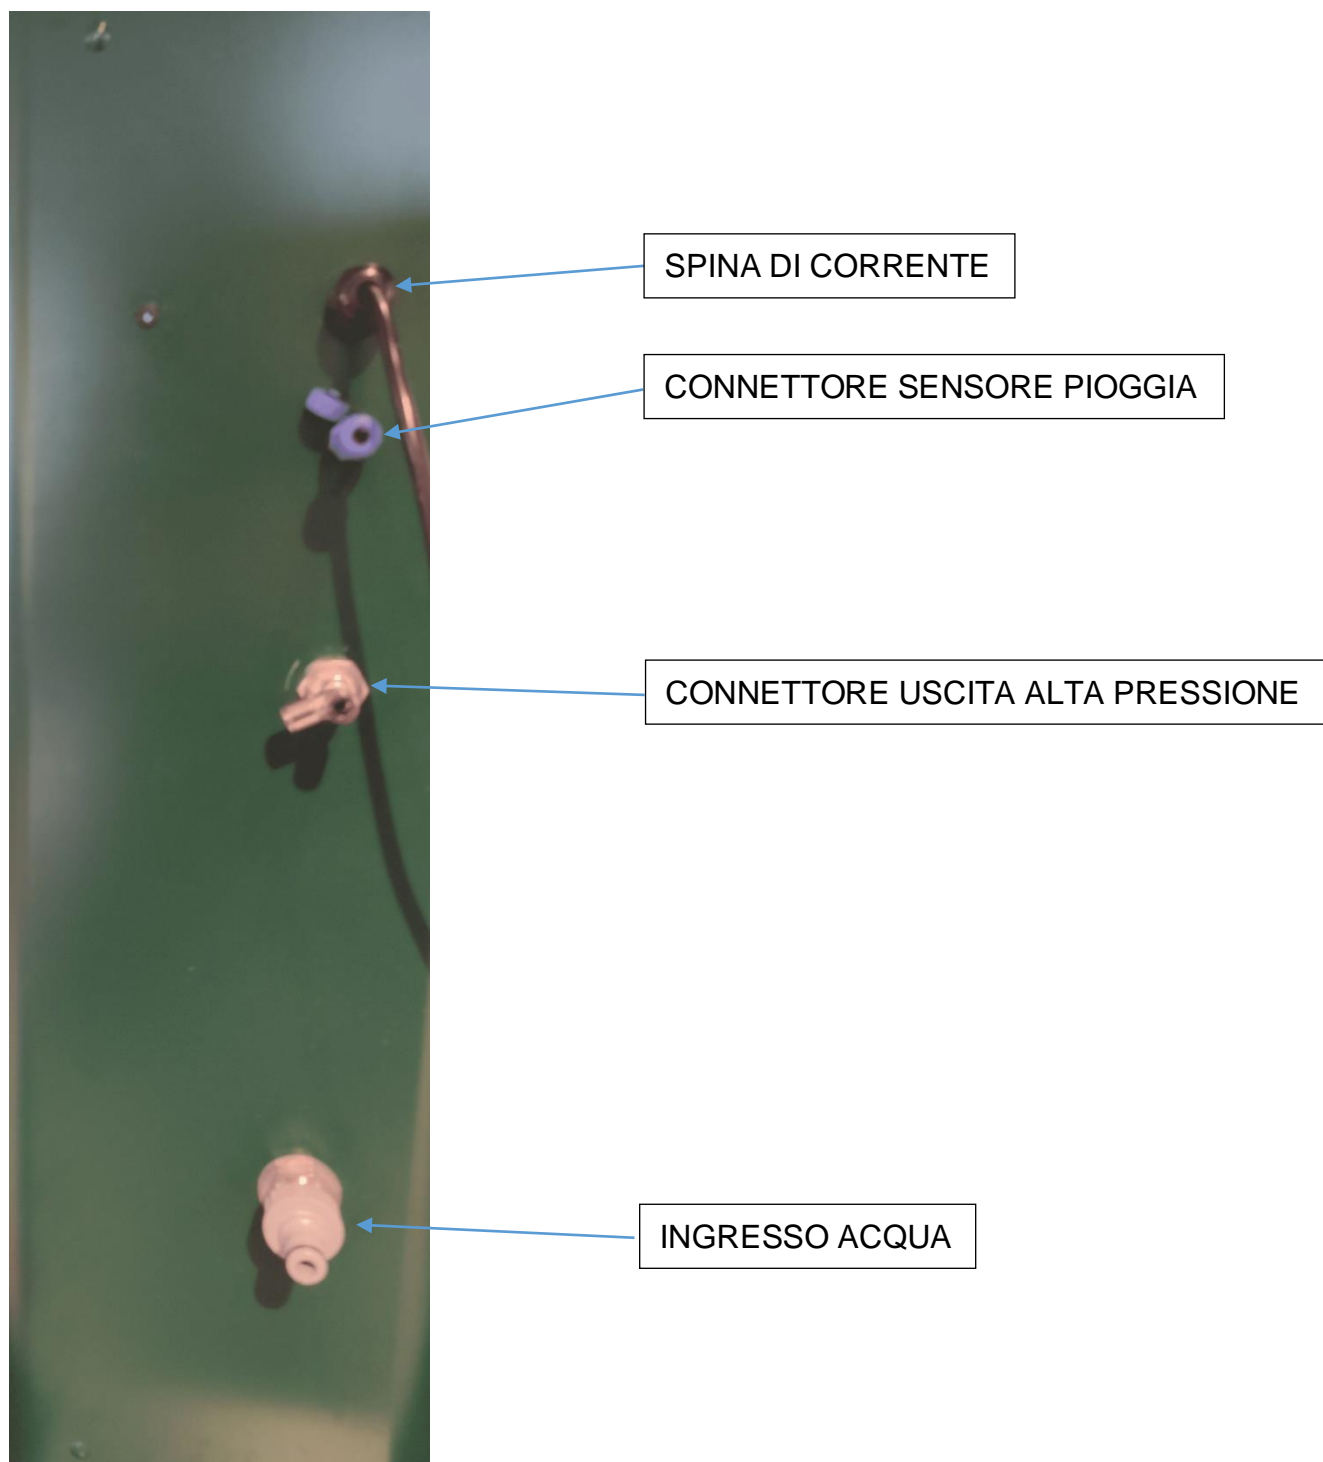 SPINA DI CORRENTE
CONNETTORE SENSORE PIOGGIA
CONNETTORE USCITA ALTA PRESSIONE
INGRESSO ACQUA